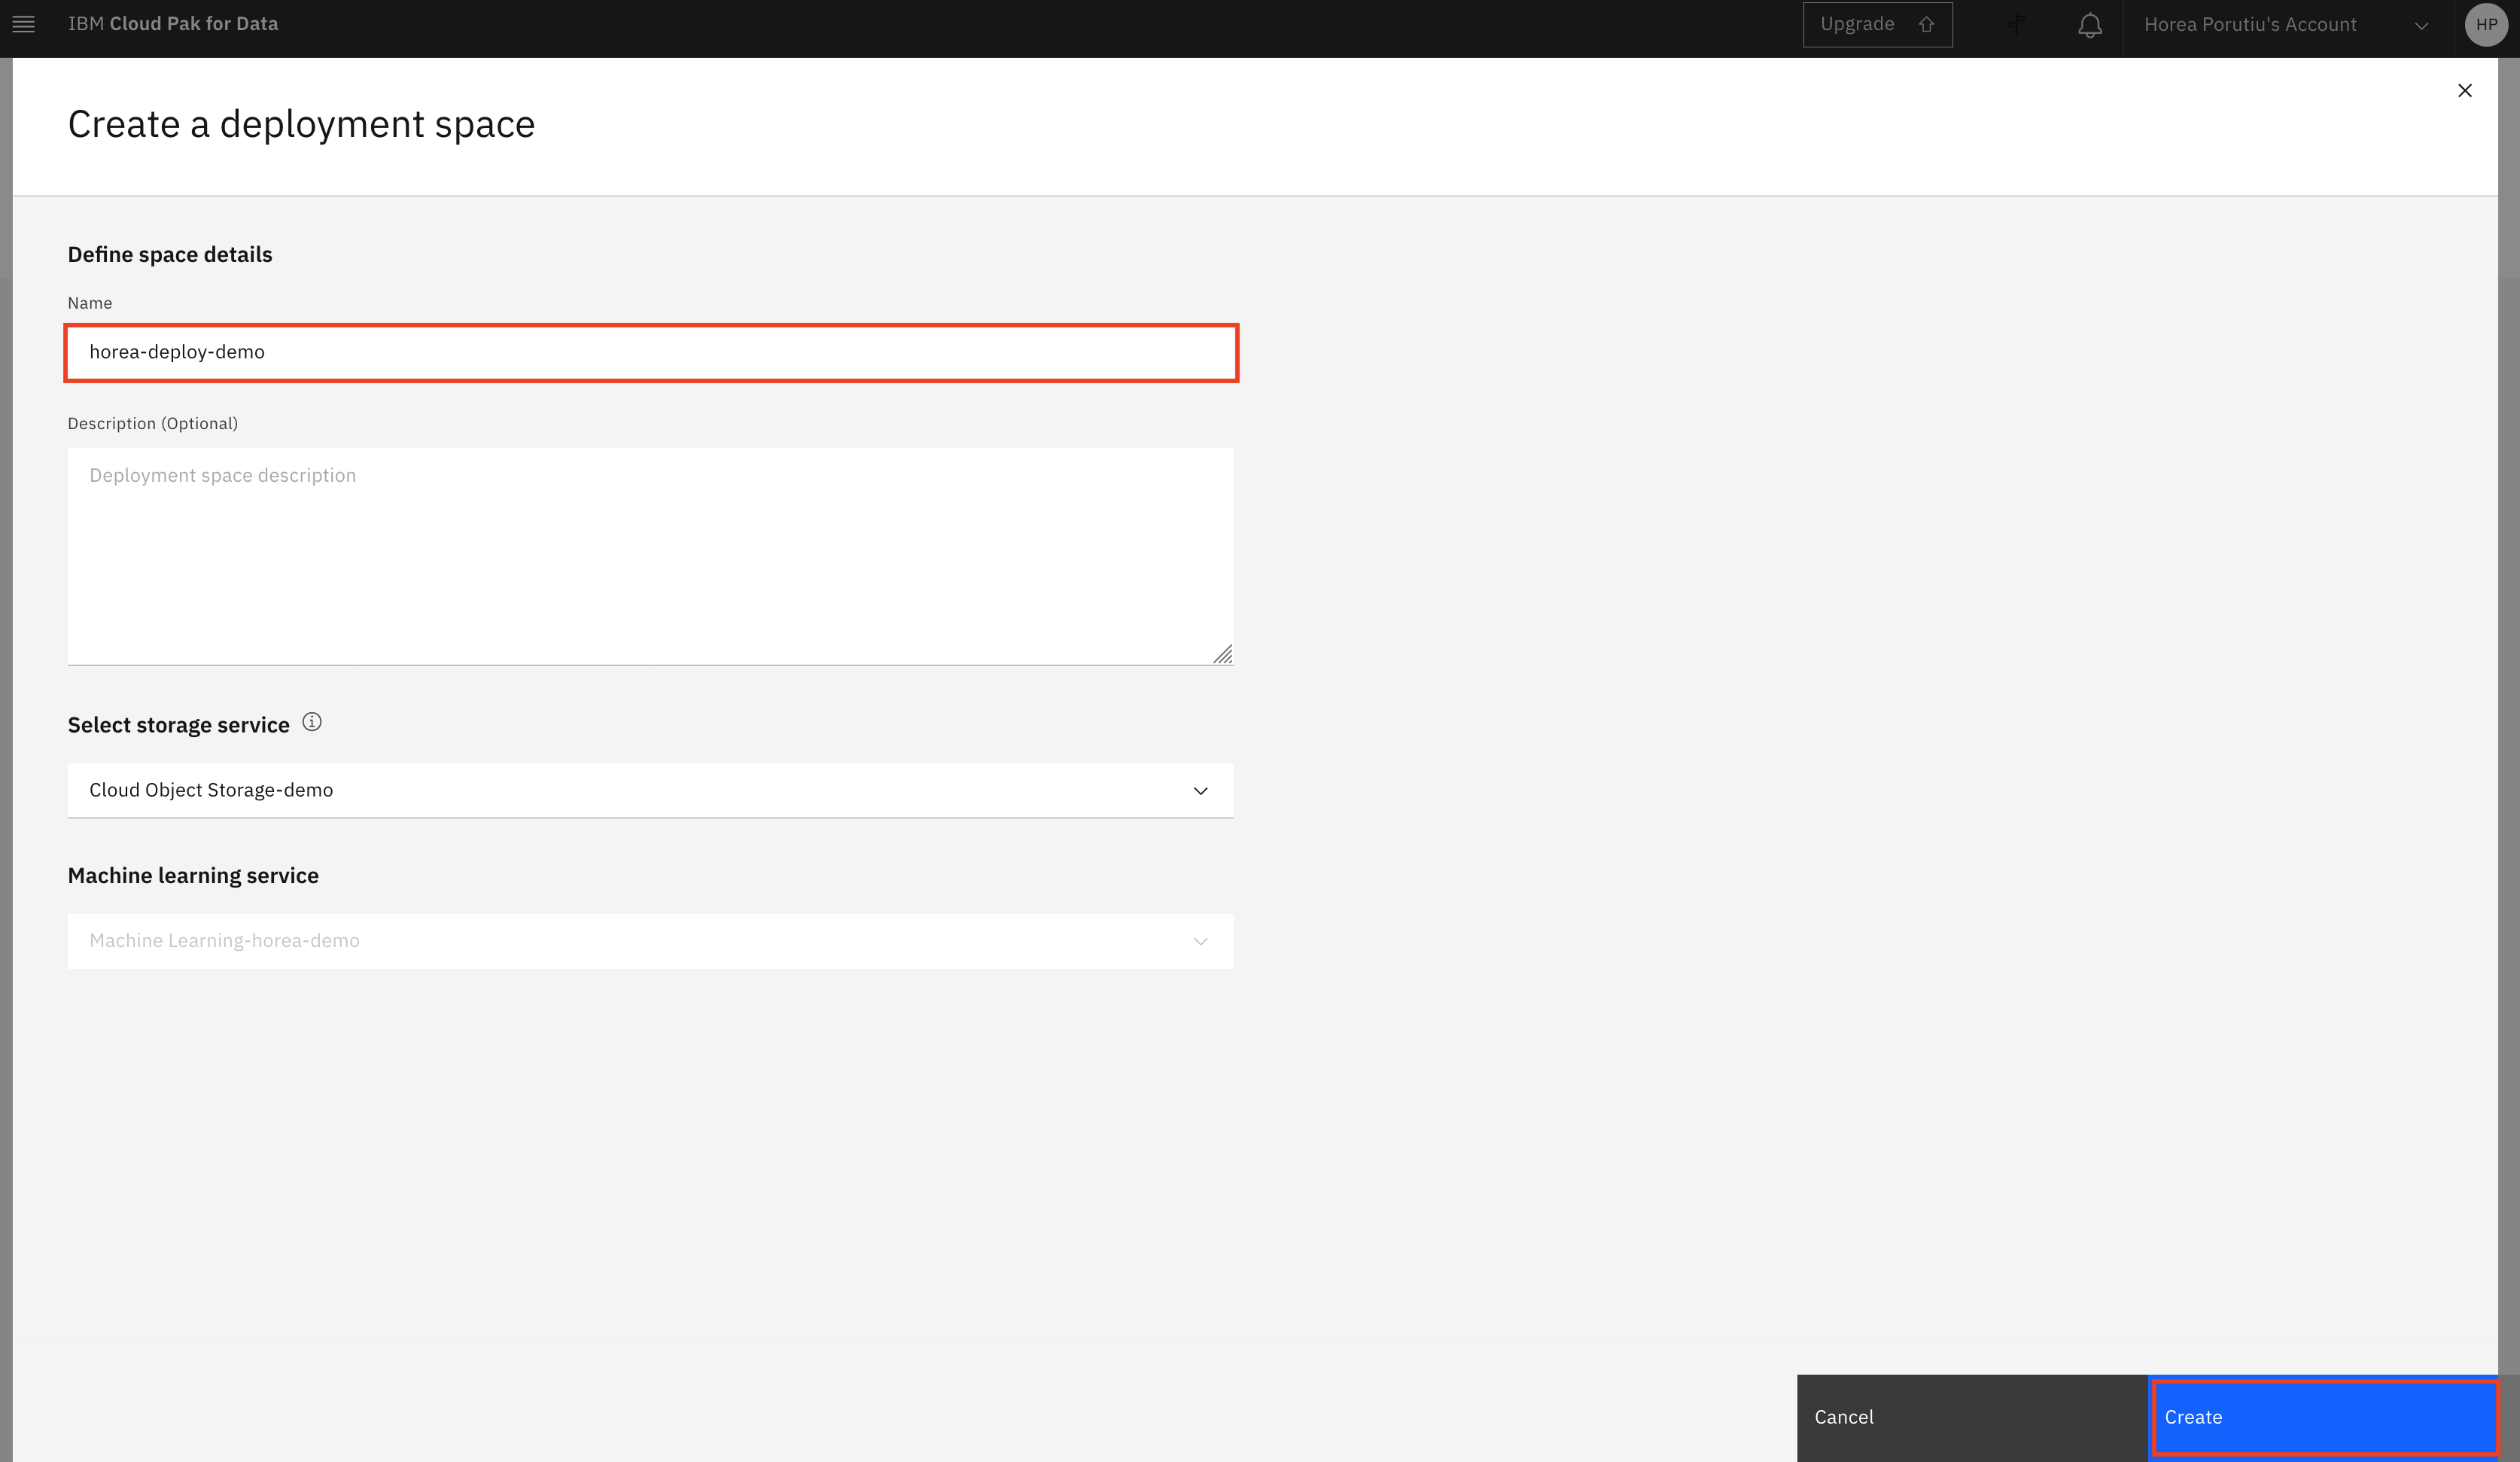 IBM Cloud Pak for Data
Upgrade
Horea Porutiu's Account
HP
Create a deployment space
Define space details
Name
horea-deploy-demo
Description (Optional)
Deployment space description
Select storage service
Cloud Object Storage-demo
Machine learning service
Machine Learning-horea-demo
Cancel
Create